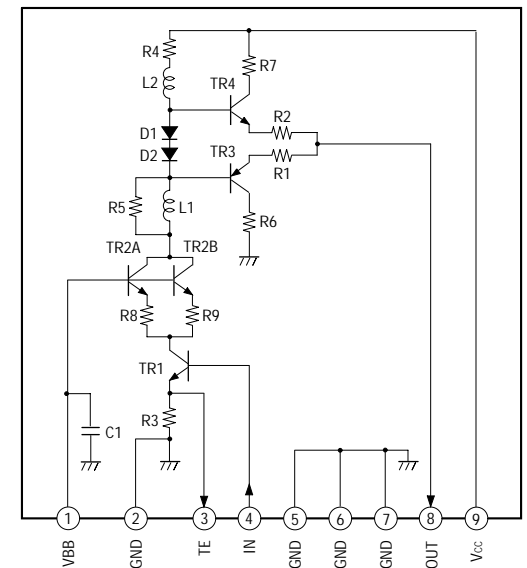 R4
R7
L2
TR4
R2
D1
D2
TR3
R1
R5
L1
R6
TR2A
TR2B
R8
R9
TR1
R3
C1
1
2
3
4
5
6
7
8
9
VBB
GND
TE
IN
GND
GND
GND
OUT
Vcc